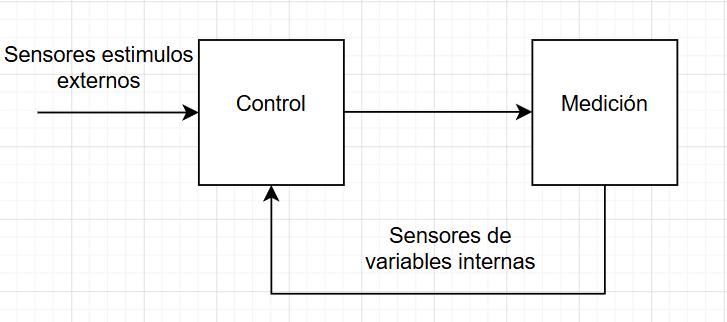 Sensores estimulos
externos
Control
Medición
Sensores de
variables internas